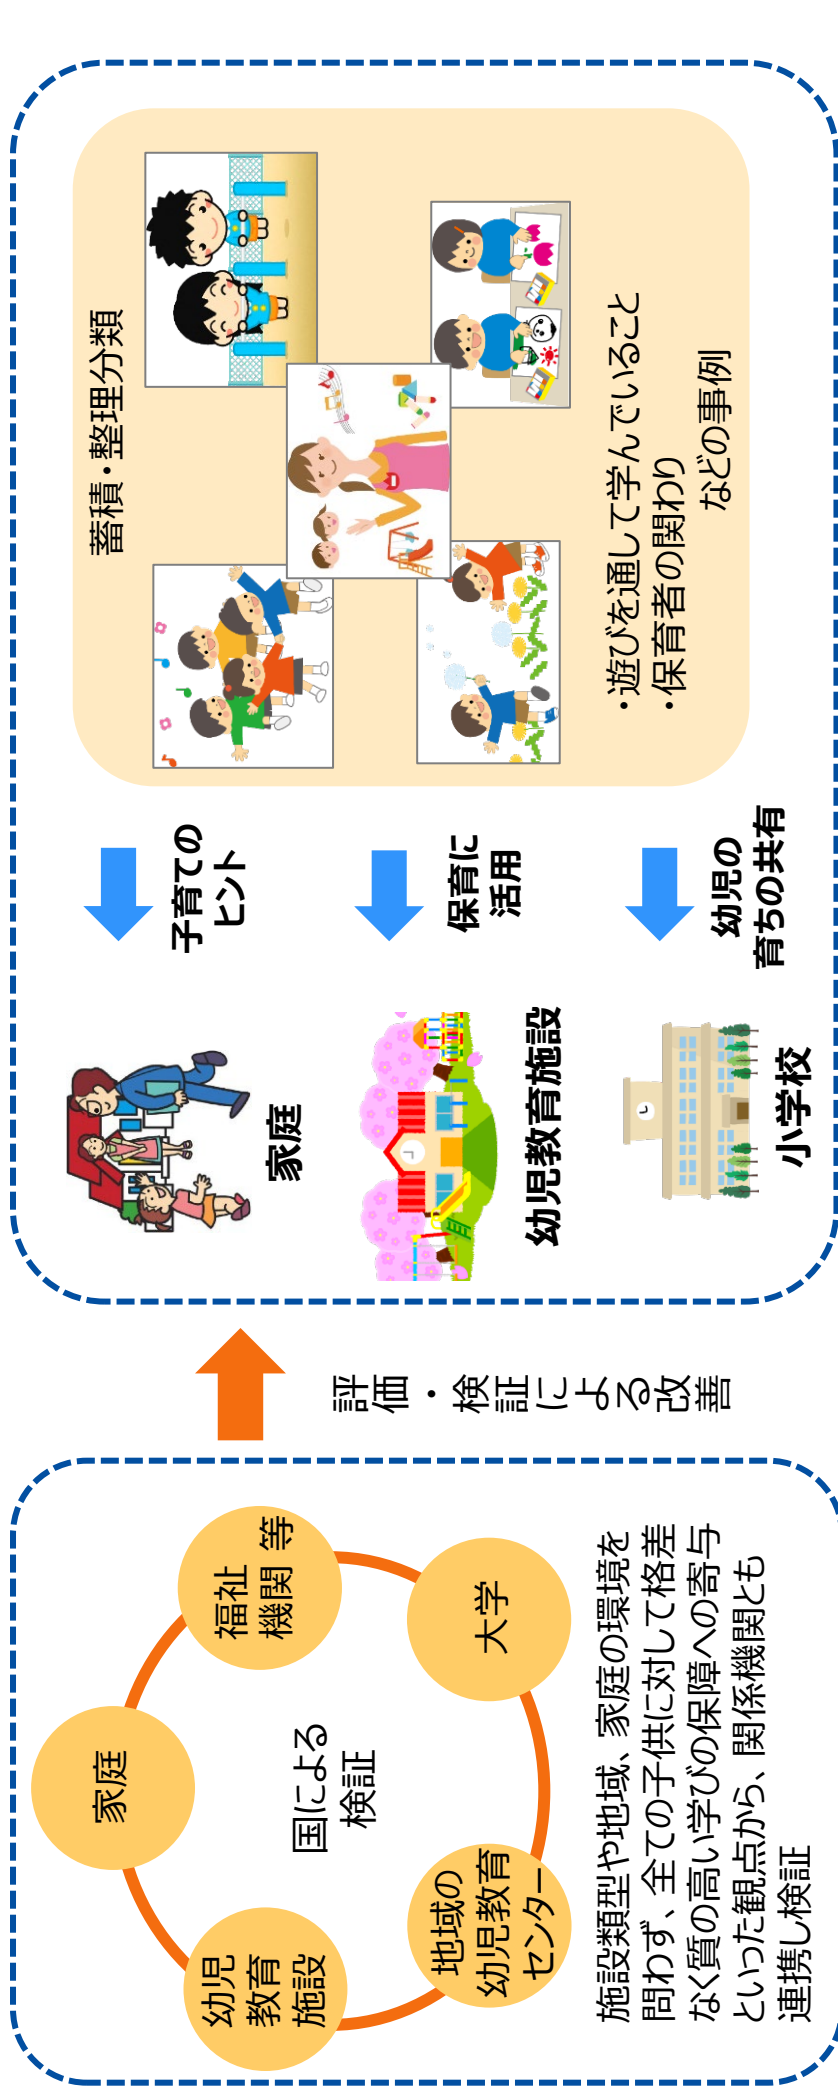 幼児
教育
施設
家庭
福祉
機関 等
地域の
幼児教育
センター
大学
国による
検証
施設類型や地域、家庭の環境を
問わず、全ての子供に対して格差
なく質の高い学びの保障への寄与
といった観点から、関係機関とも
連携し検証
評価・検証による改善
家庭
幼児教育施設
小学校
子育ての
ヒント
保育に
活用
幼児の
育ちの共有
蓄積・整理分類
・遊びを通して学んでいること
・保育者の関わり
などの事例